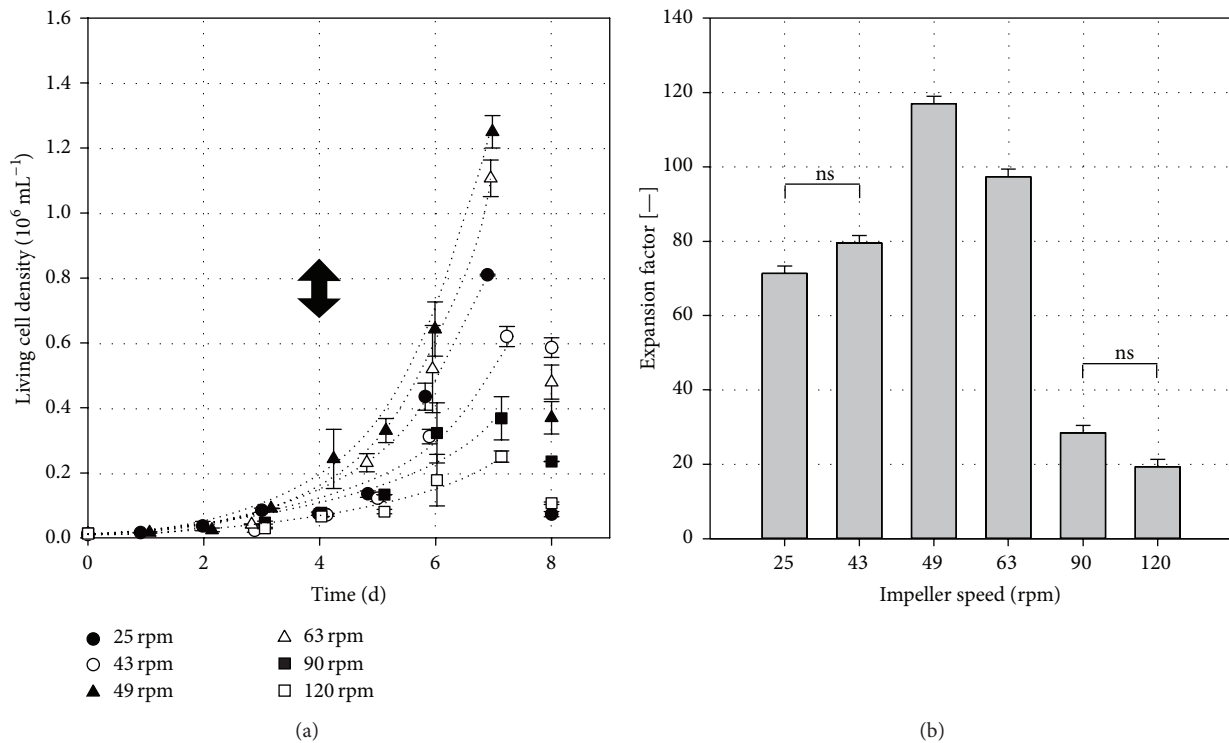 Living cell density (10⁶ mL⁻¹)
1.6
1.4
1.2
1.0
0.8
0.6
0.4
0.2
0.0
0 2 4 6 8
Time (d)
25 rpm 63 rpm
43 rpm 90 rpm
49 rpm 120 rpm
(a)
Expansion factor [—]
140
120
100
80
60
40
20
0
ns
ns
25 43 49 63 90 120
Impeller speed (rpm)
(b)